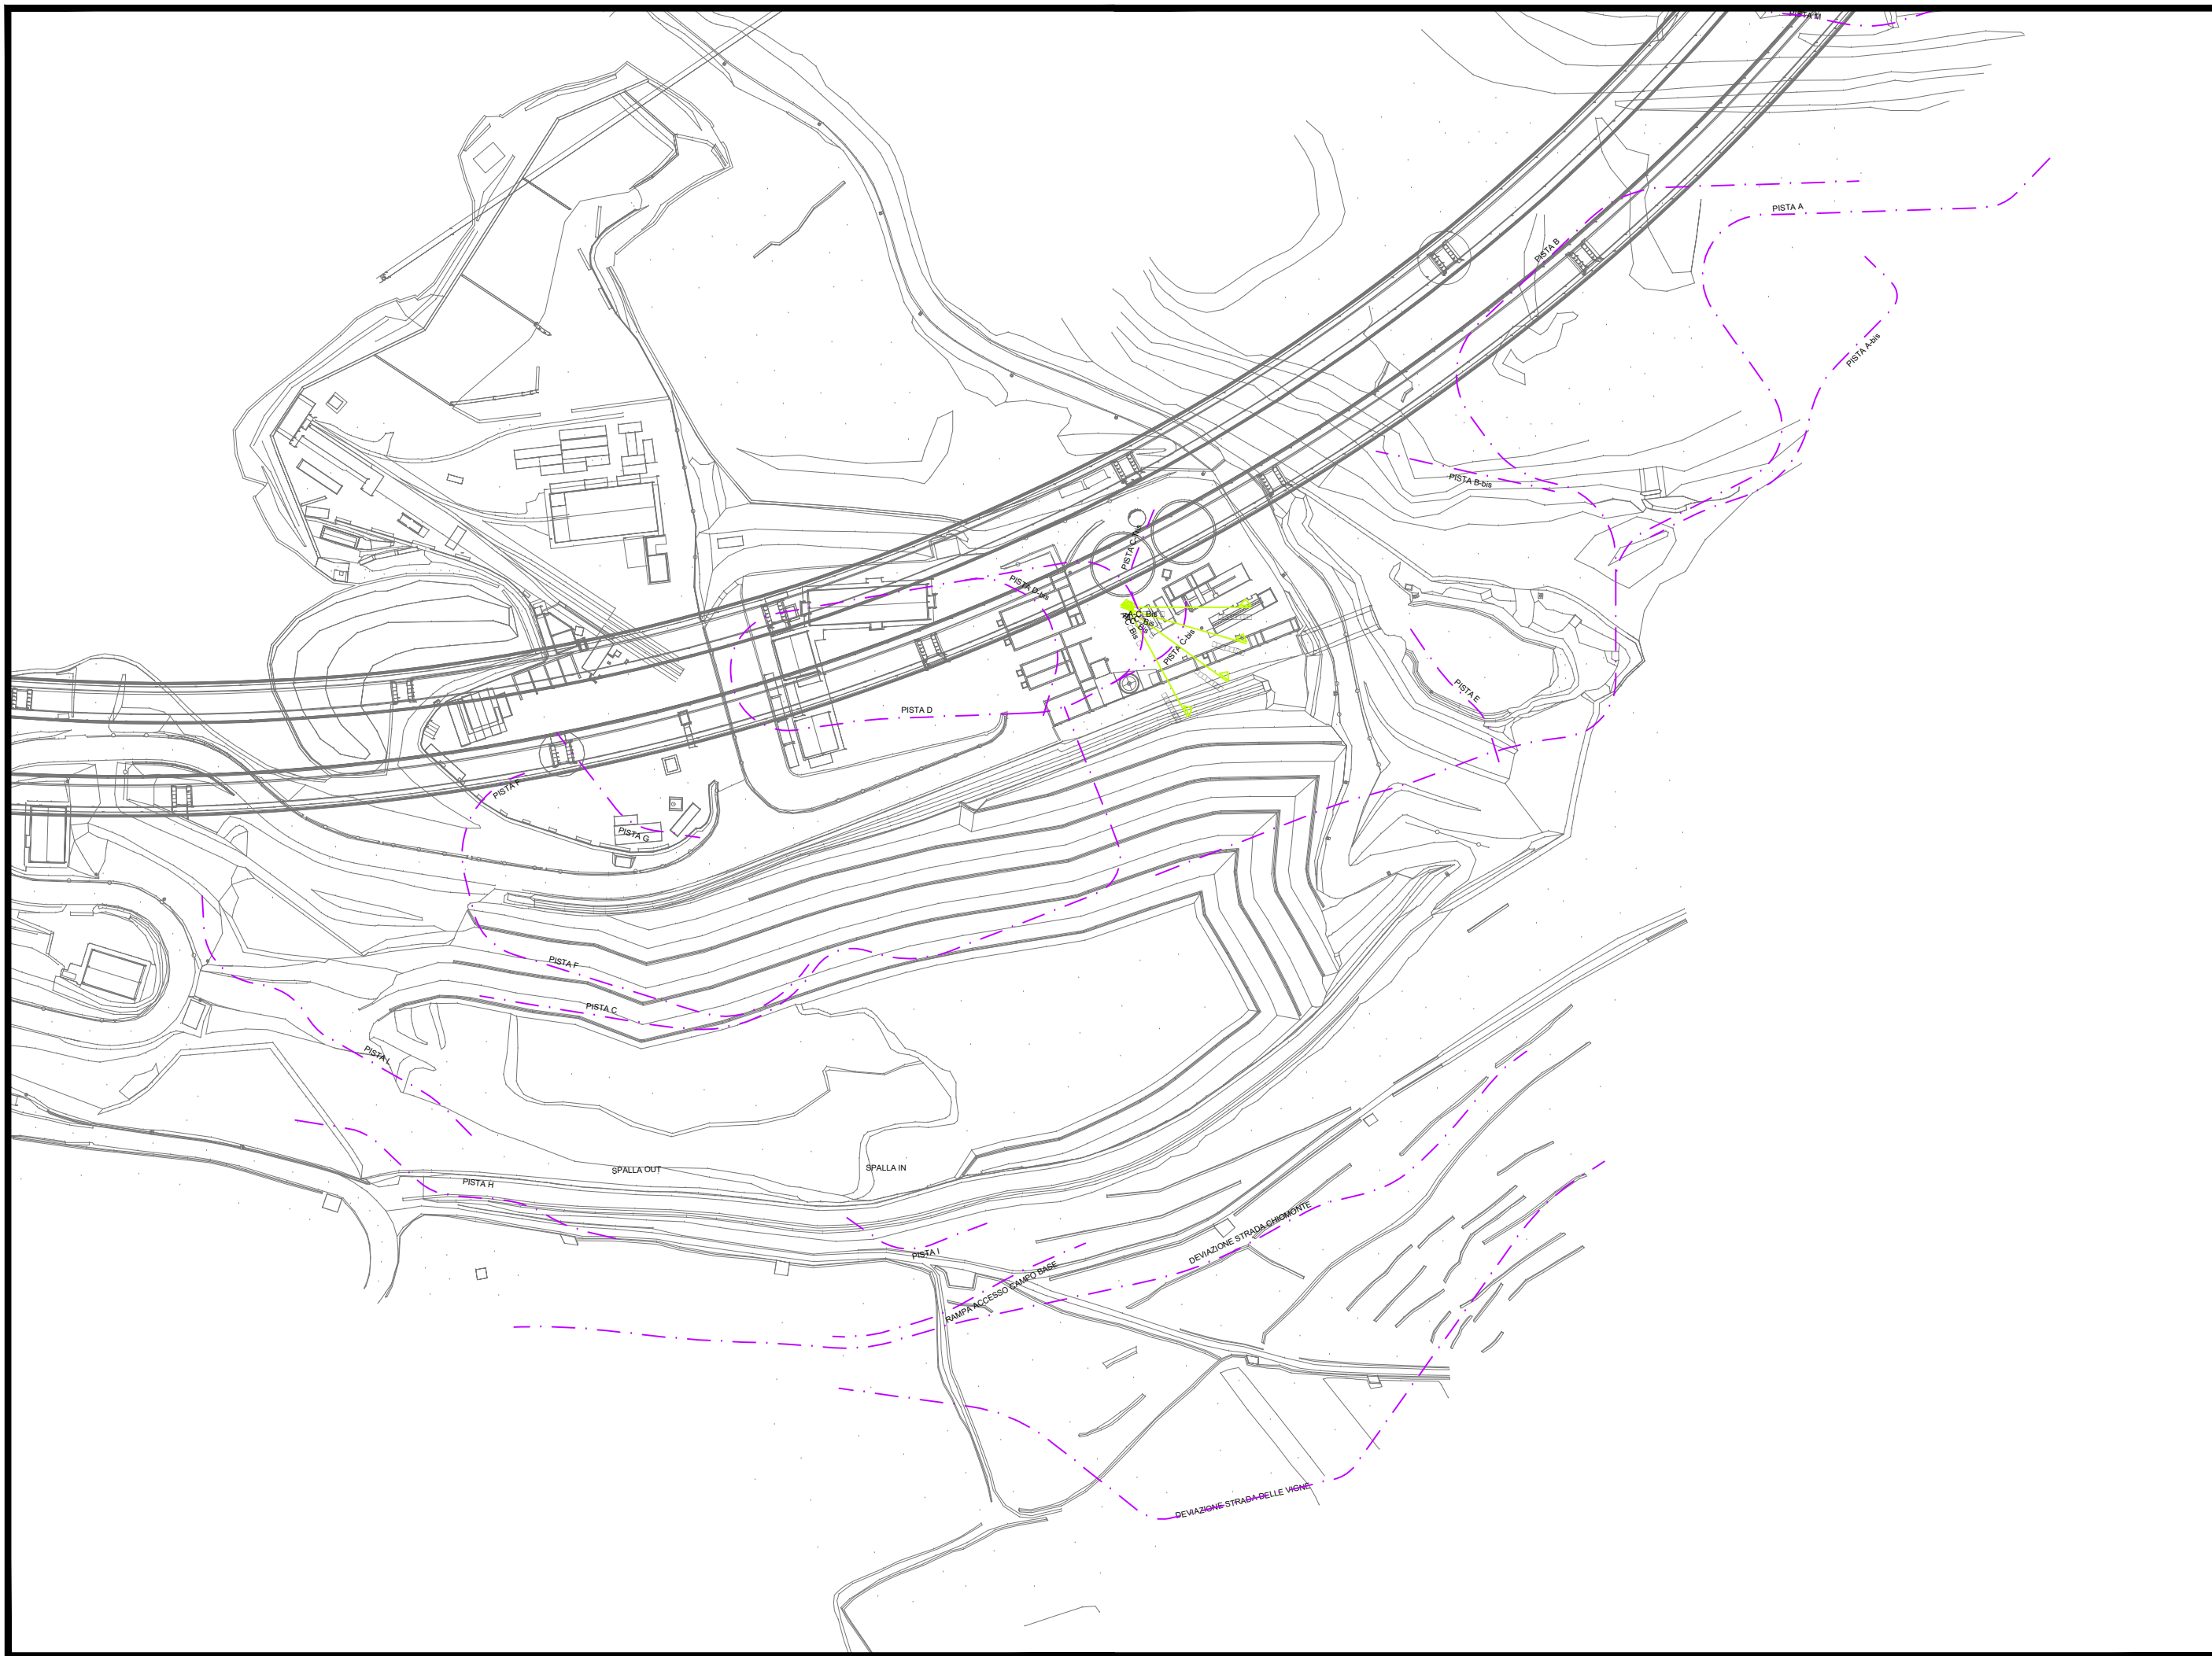 PISTA M
PISTA A
PISTA B
PISTA A-bis
PISTA B-bis
PISTA D-bis
A-C. Bis
PISTA C-bis
PISTA E
PISTA D
PISTA F
PISTA G
PISTA F
PISTA C
PISTA L
SPALLA OUT
SPALLA IN
PISTA H
DEVIAZIONE STRADA CHIOMONTE
PISTA I
RAMPA ACCESSO CAMPO BASE
DEVIAZIONE STRADA DELLE VIGNE